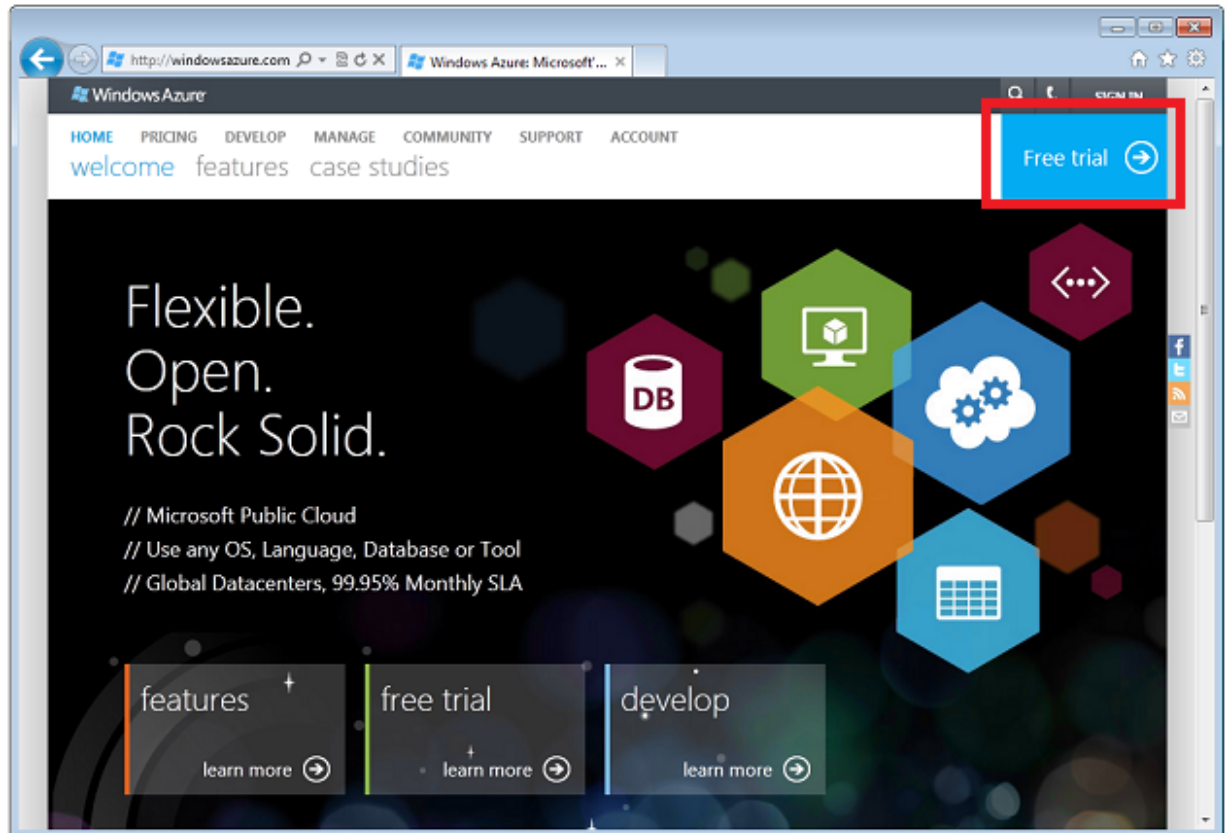 http://windowsazure.com
Windows Azure: Microsoft'...
Windows Azure
SIGN IN
HOME PRICING DEVELOP MANAGE COMMUNITY SUPPORT ACCOUNT
welcome features case studies
Free trial
Flexible.
Open.
Rock Solid.
DB
// Microsoft Public Cloud
// Use any OS, Language, Database or Tool
// Global Datacenters, 99.95% Monthly SLA
features
free trial
develop
learn more
learn more
learn more